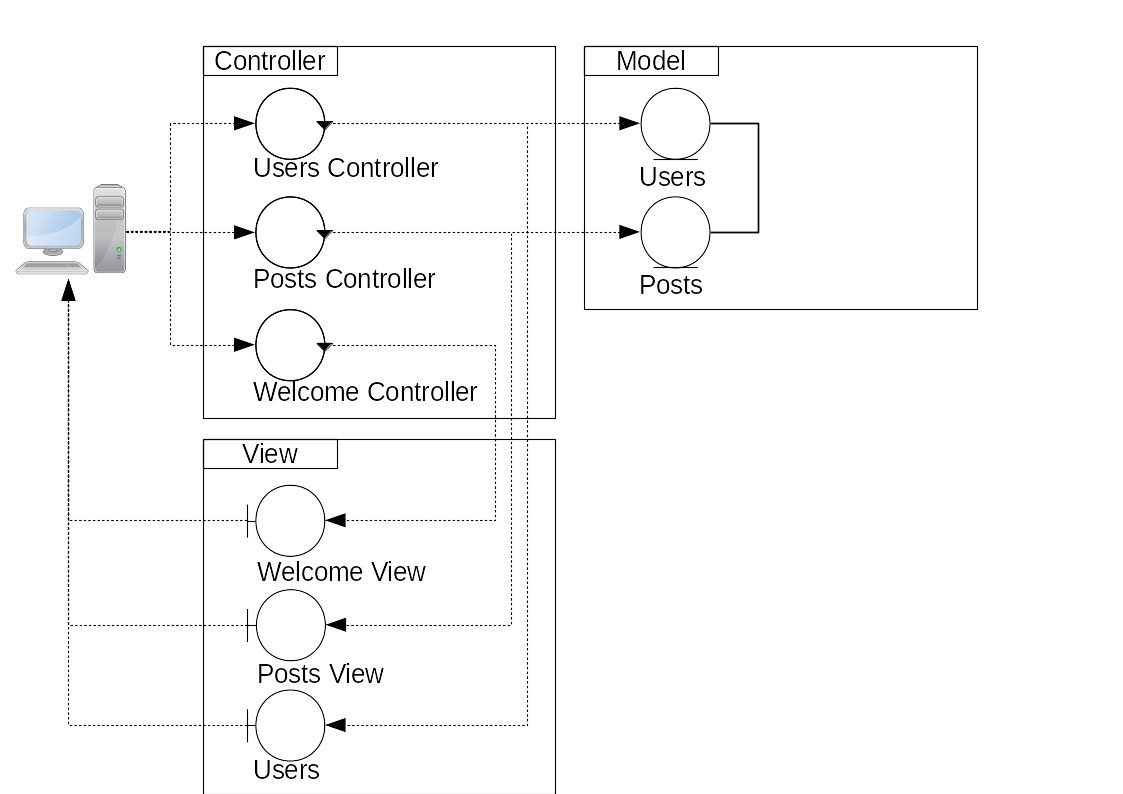 Controller
Model
Users Controller
Users
Posts Controller
Posts
Welcome Controller
View
Welcome View
Posts View
Users